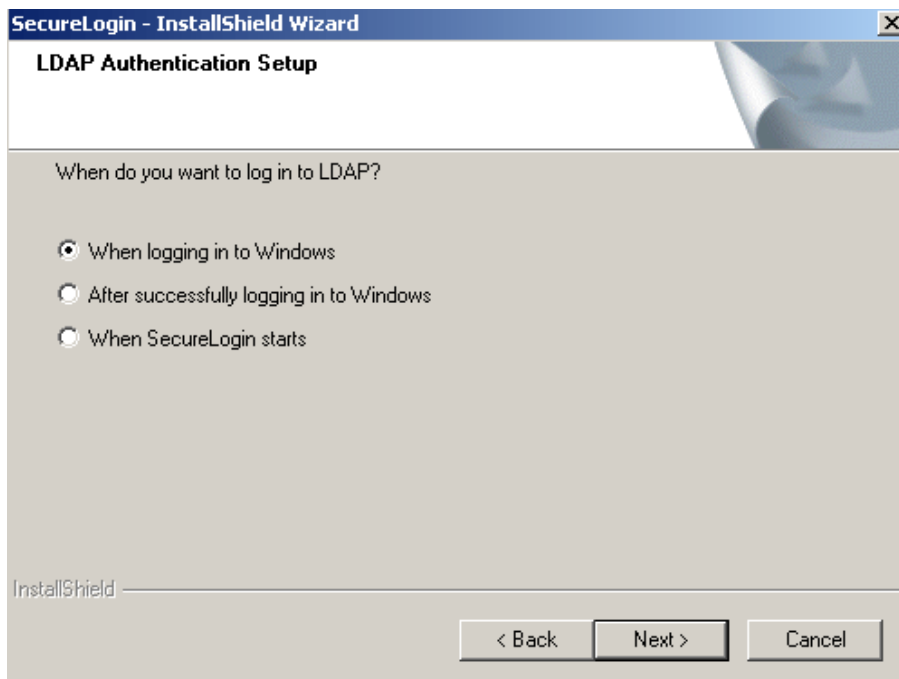 SecureLogin - InstallShield Wizard
LDAP Authentication Setup
When do you want to log in to LDAP?
When logging in to Windows
After successfully logging in to Windows
When SecureLogin starts
InstallShield
< Back
Next >
Cancel